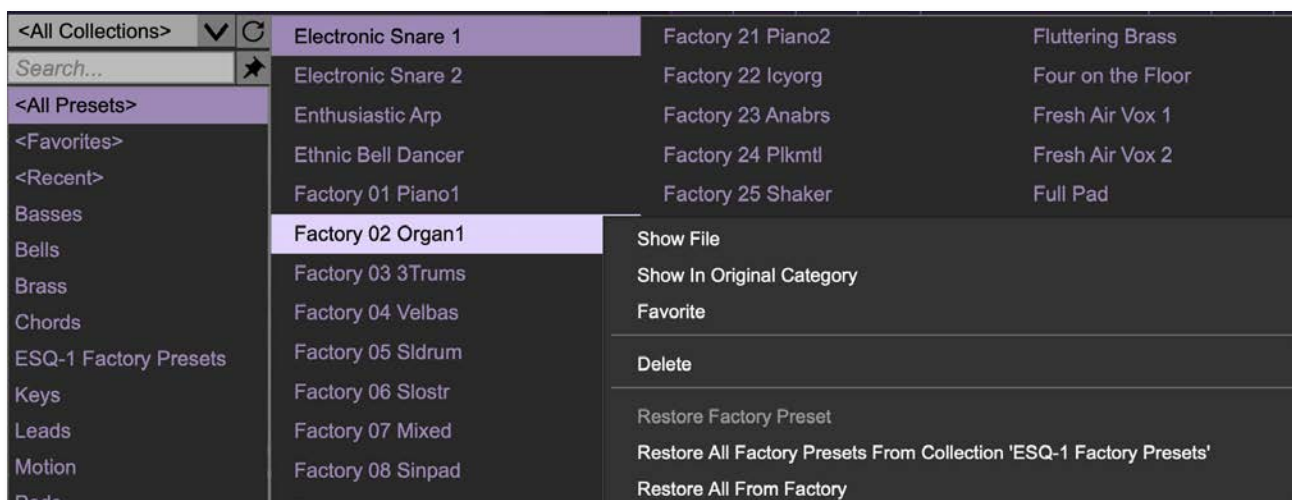 <All Collections>
Search...
<All Presets>
<Favorites>
<Recent>
Basses
Bells
Brass
Chords
ESQ-1 Factory Presets
Keys
Leads
Motion
Electronic Snare 1
Electronic Snare 2
Enthusiastic Arp
Ethnic Bell Dancer
Factory 01 Piano1
Factory 02 Organ1
Factory 03 3Trums
Factory 04 Velbas
Factory 05 Sldrum
Factory 06 Slostr
Factory 07 Mixed
Factory 08 Sinpad
Factory 21 Piano2
Factory 22 Icyorg
Factory 23 Anabrs
Factory 24 Plkmtl
Factory 25 Shaker
Fluttering Brass
Four on the Floor
Fresh Air Vox 1
Fresh Air Vox 2
Full Pad
Show File
Show In Original Category
Favorite
Delete
Restore Factory Preset
Restore All Factory Presets From Collection 'ESQ-1 Factory Presets'
Restore All From Factory